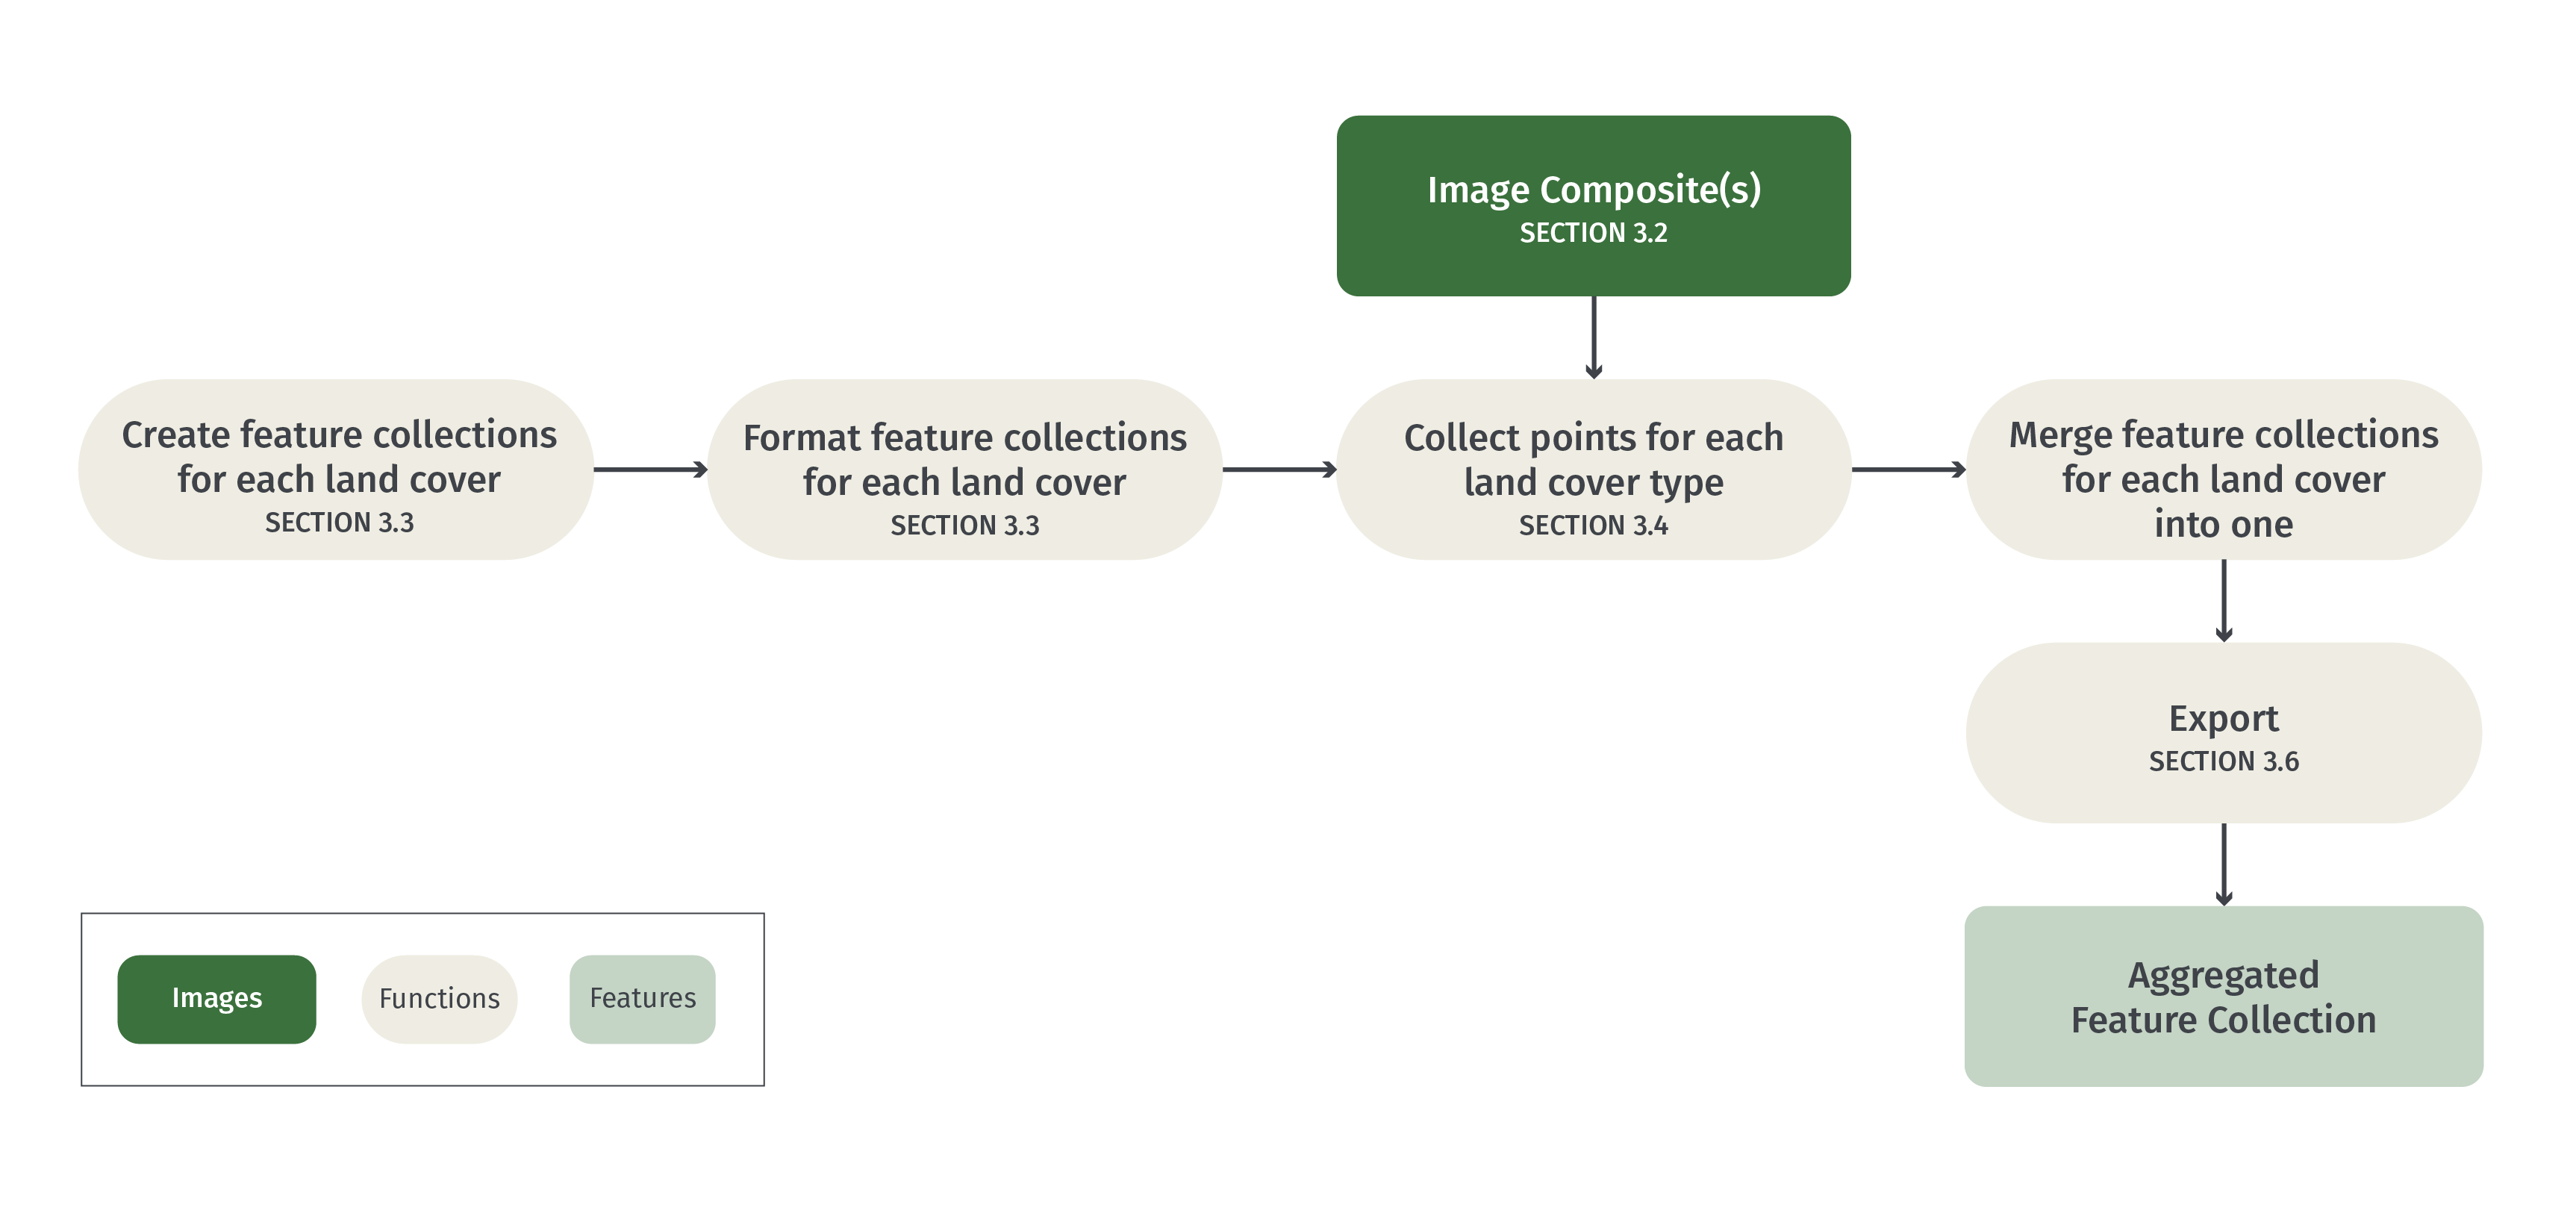 Image Composite(s)
SECTION 3.2
Create feature collections
for each land cover
SECTION 3.3
Format feature collections
for each land cover
SECTION 3.3
Collect points for each
land cover type
SECTION 3.4
Merge feature collections
for each land cover
into one
Export
SECTION 3.6
Aggregated
Feature Collection
Images
Functions
Features